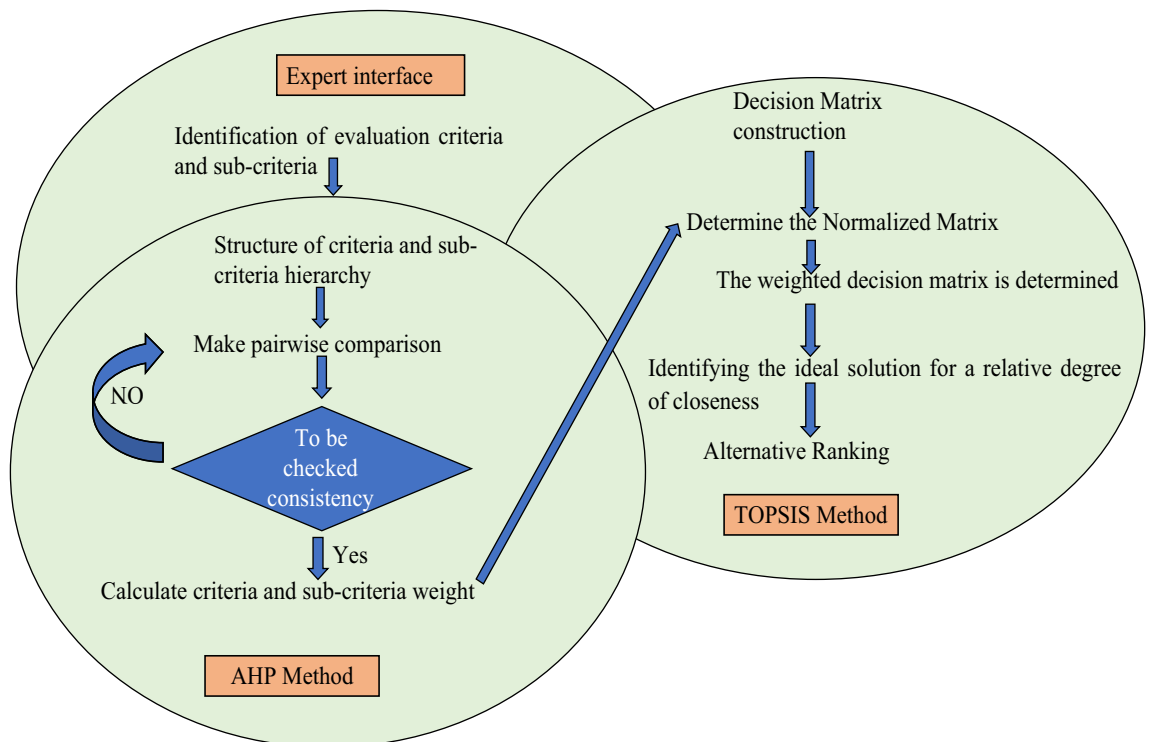 Expert interface
Identification of evaluation criteria
and sub-criteria
Structure of criteria and sub-
criteria hierarchy
Make pairwise comparison
NO
To be
checked
consistency
Yes
Calculate criteria and sub-criteria weight
AHP Method
Decision Matrix
construction
Determine the Normalized Matrix
The weighted decision matrix is determined
Identifying the ideal solution for a relative degree
of closeness
Alternative Ranking
TOPSIS Method